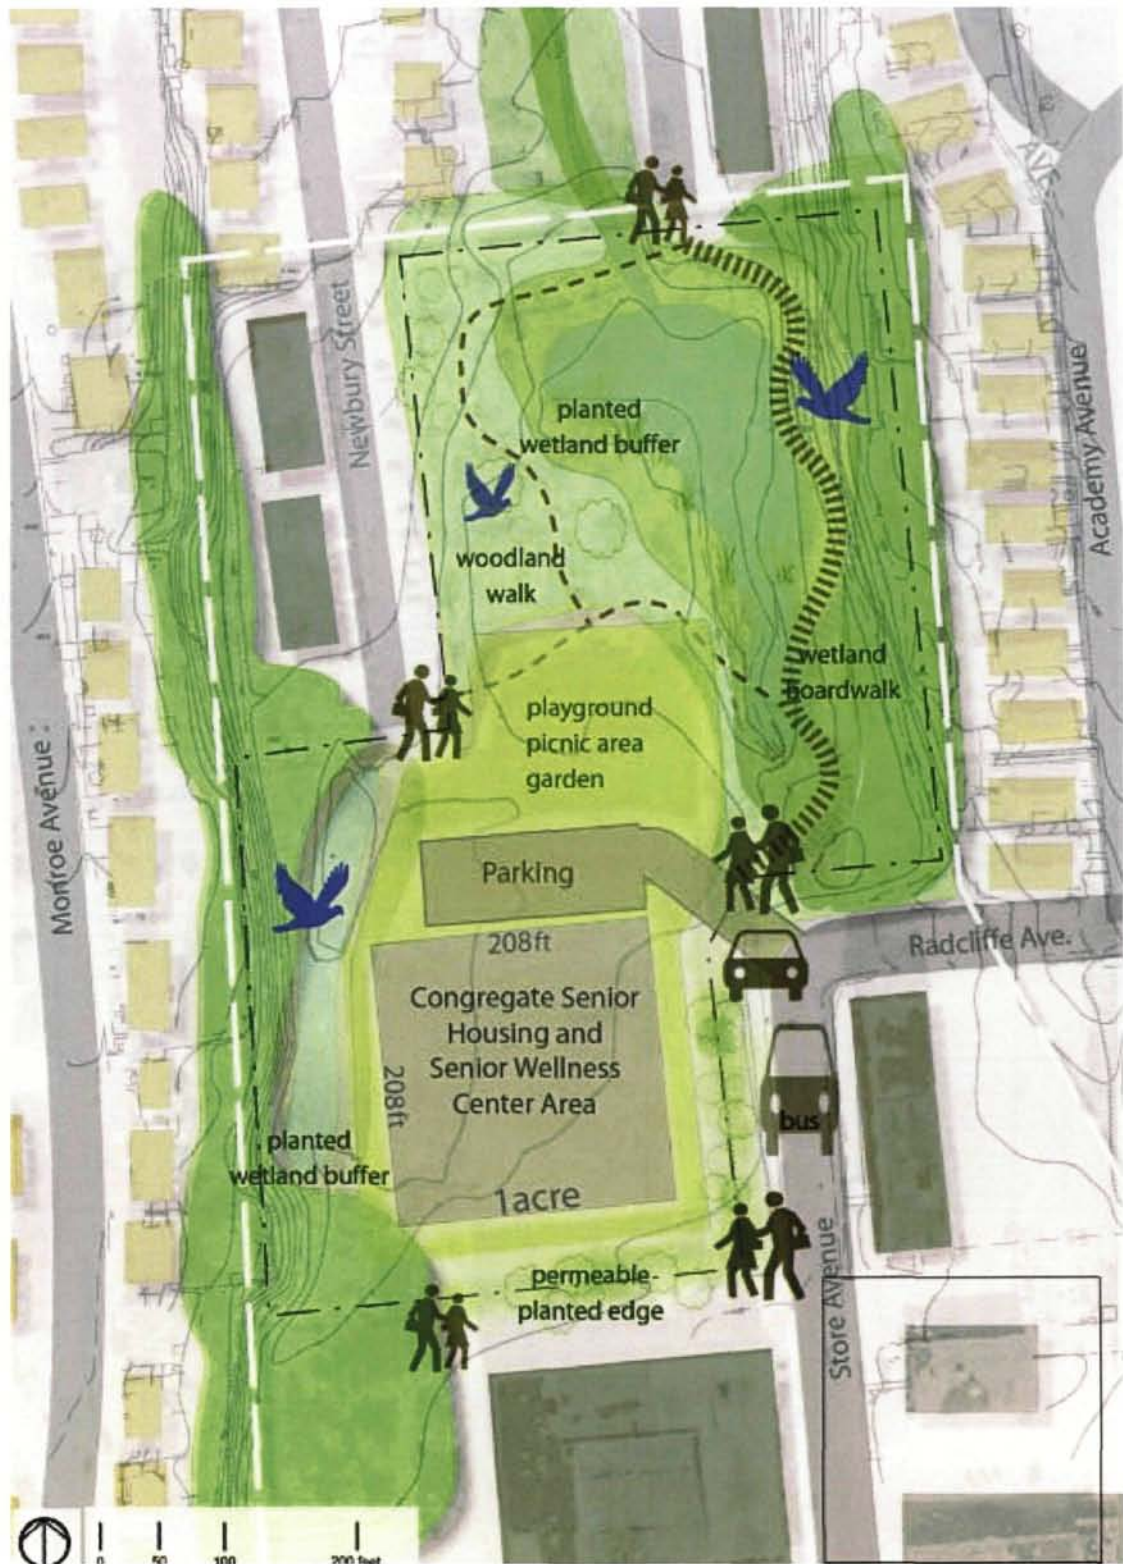 Newbury Street
planted
wetland buffer
Academy Avenue
woodland
walk
wetland
boardwalk
playground
picnic area
garden
Monroe Avenue
Parking
Radcliffe Ave.
208ft
Congregate Senior
Housing and
Senior Wellness
Center Area
208ft
bus
planted
wetland buffer
1acre
permeable-
planted edge
Store Avenue
0 50 100 200 feet